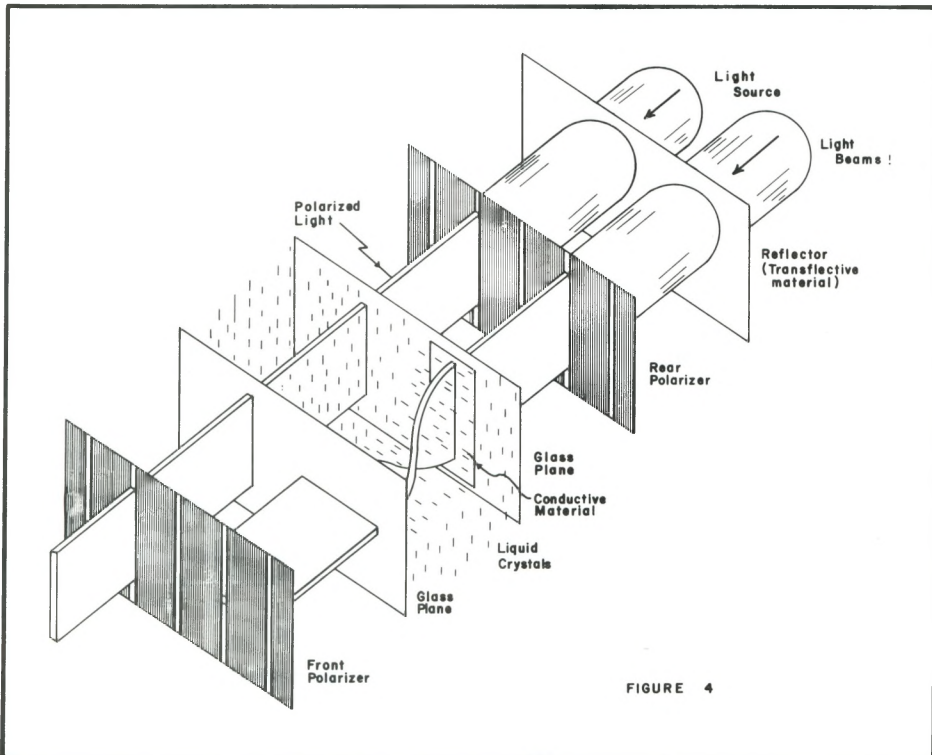 Light
Source
Light
Beams !
Polarized
Light
Reflector
(Transflective
material)
Rear
Polarizer
Glass
Plane
Conductive
Material
Liquid
Crystals
Glass
Plane
Front
Polarizer
FIGURE 4